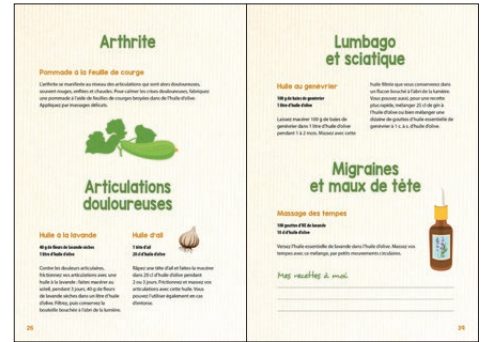 Arthrite
Pommade à la feuille de courge
L'arthrite se manifeste au niveau des articulations qui sont alors douloureuses,
souvent rouges, enflées et chaudes. Pour calmer les crises douloureuses, fabriquez
une pommade à l'aide de feuilles de courges broyées dans de l'huile d'olive.
Appliquez par massages délicats.
Articulations
douloureuses
Huile à la lavande
40 g de fleurs de lavande sèches
1 litre d'huile d'olive
Contre les douleurs articulaires,
frictionnez vos articulations avec une
huile à la lavande : faites macérer au
soleil, pendant 3 jours, 40 g de fleurs
de lavande sèches dans un litre d'huile
d'olive. Filtrez, puis conservez la
bouteille bouchée à l'abri de la lumière.
Huile d'ail
1 tête d'ail
20 cl d'huile d'olive
Râpez une tête d'ail et faites-la macérer
dans 20 cl d'huile d'olive pendant
2 ou 3 jours. Frictionnez et massez ces
articulations avec cette huile. Vous
pouvez l'utiliser également en cas
d'entorse.
Lumbago
et sciatique
Huile au genévrier
100 g de baies de genévrier
1 litre d'huile d'olive
Laissez macérer 100 g de baies de
genévrier dans 1 litre d'huile d'olive
pendant 1 à 2 mois. Massez avec cette
huile filtrée que vous conserverez dans
un flacon bouché à l'abri de la lumière.
Vous pouvez aussi, pour une recette
plus rapide, mélanger 25 cl de gin à
l'huile d'olive ou bien mélanger une
dizaine de gouttes d'huile essentielle de
genévrier à 1 c. à s. d'huile d'olive.
Migraines
et maux de tête
Massage des tempes
100 gouttes d'HE de lavande
10 cl d'huile d'olive
Versez l'huile essentielle de lavande dans l'huile d'olive. Massez vos
tempes avec ce mélange, par petits mouvements circulaires.
Mes recettes à moi